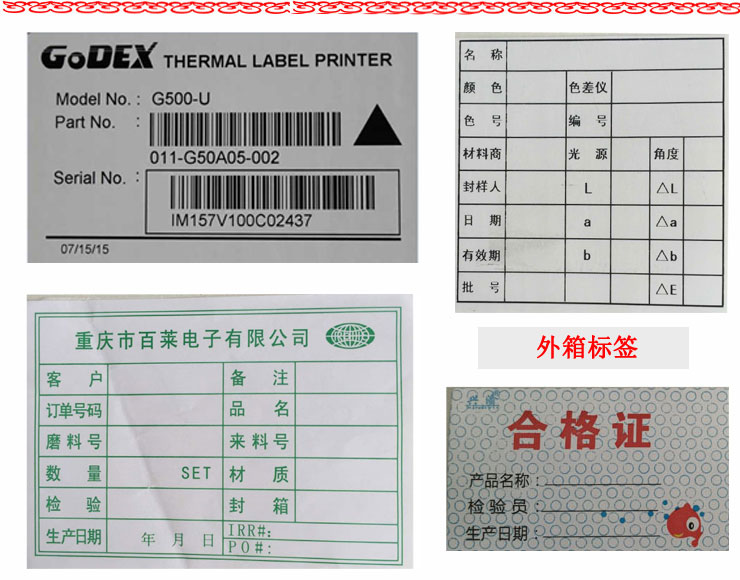 GoDEX THERMAL LABEL PRINTER
Model No. : G500-U
Part No. :
011-G50A05-002
Serial No. :
IM157V100C02437
07/15/15
名 称
颜 色 色差仪
色 号 编 号
材料商 光 源 角度
封样人 L △L
日 期 a △a
有效期 b △b
批 号 △E
重庆市百莱电子有限公司
客 户 备 注
订单号码 品 名
磨料号 来料号
数 量 SET 材 质
检 验 封 箱
生产日期 年 月 日 IRR#:
PO#:
外箱标签
合格证
产品名称:
检验员:
生产日期: